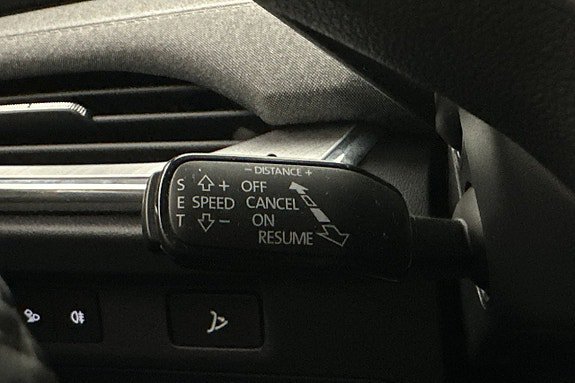 - DISTANCE +
S + OFF
E SPEED CANCEL
T - ON
RESUME